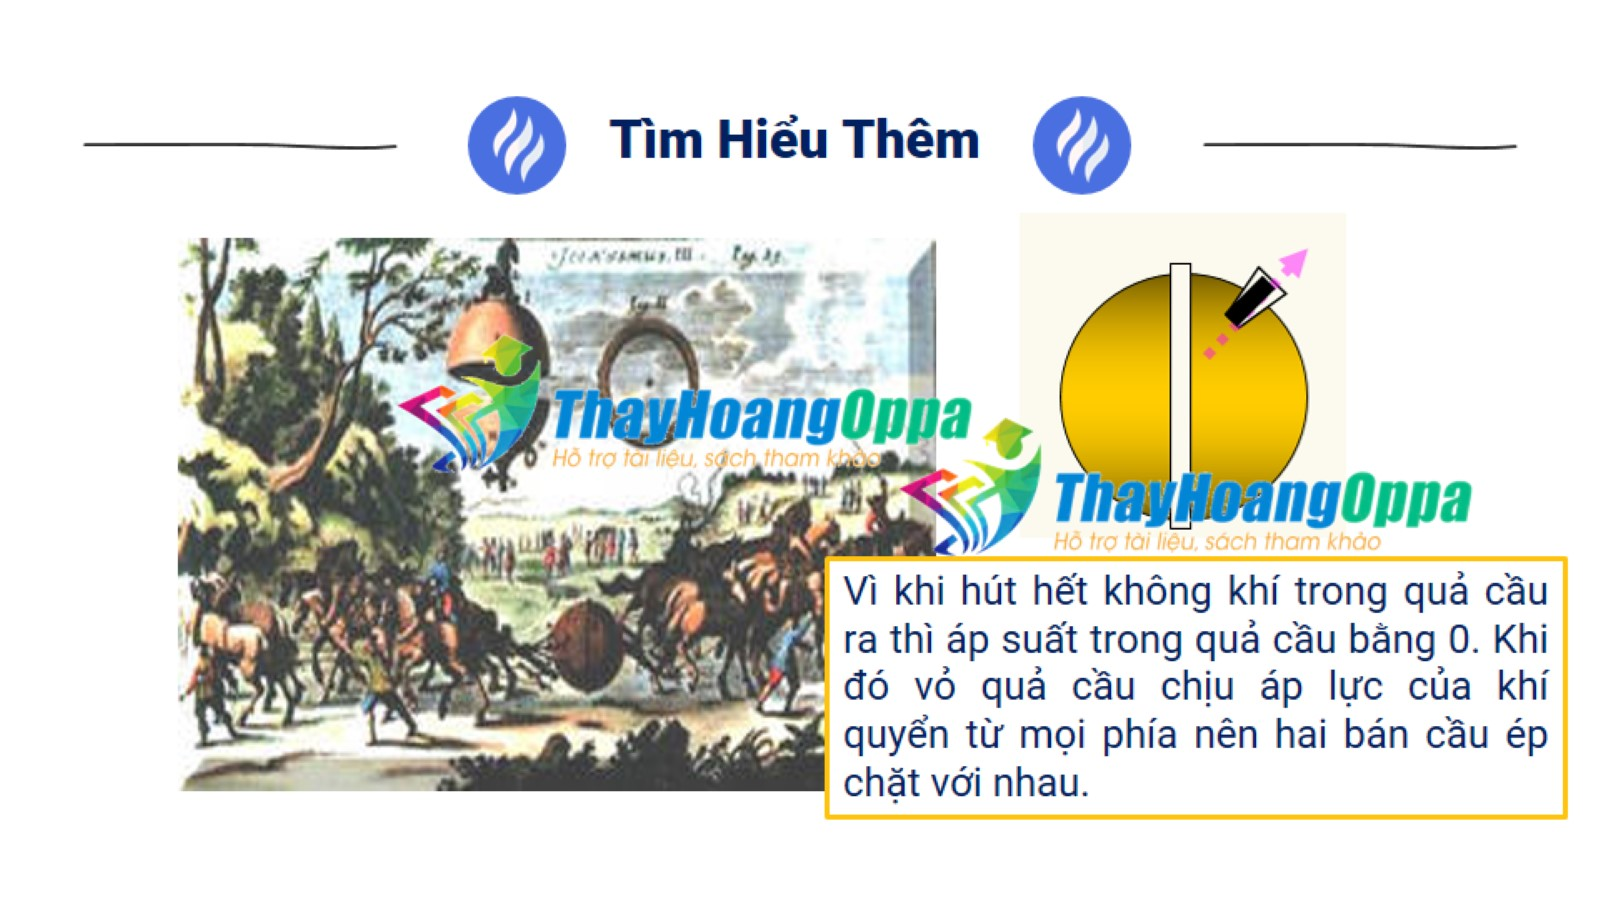 Tìm Hiểu Thêm
ThayHoangOppa
Hỗ trợ tài liệu, sách tham khảo
ThayHoangOppa
Hỗ trợ tài liệu, sách tham khảo
Vì khi hút hết không khí trong quả cầu
ra thì áp suất trong quả cầu bằng 0. Khi
đó vỏ quả cầu chịu áp lực của khí
quyển từ mọi phía nên hai bán cầu ép
chặt với nhau.